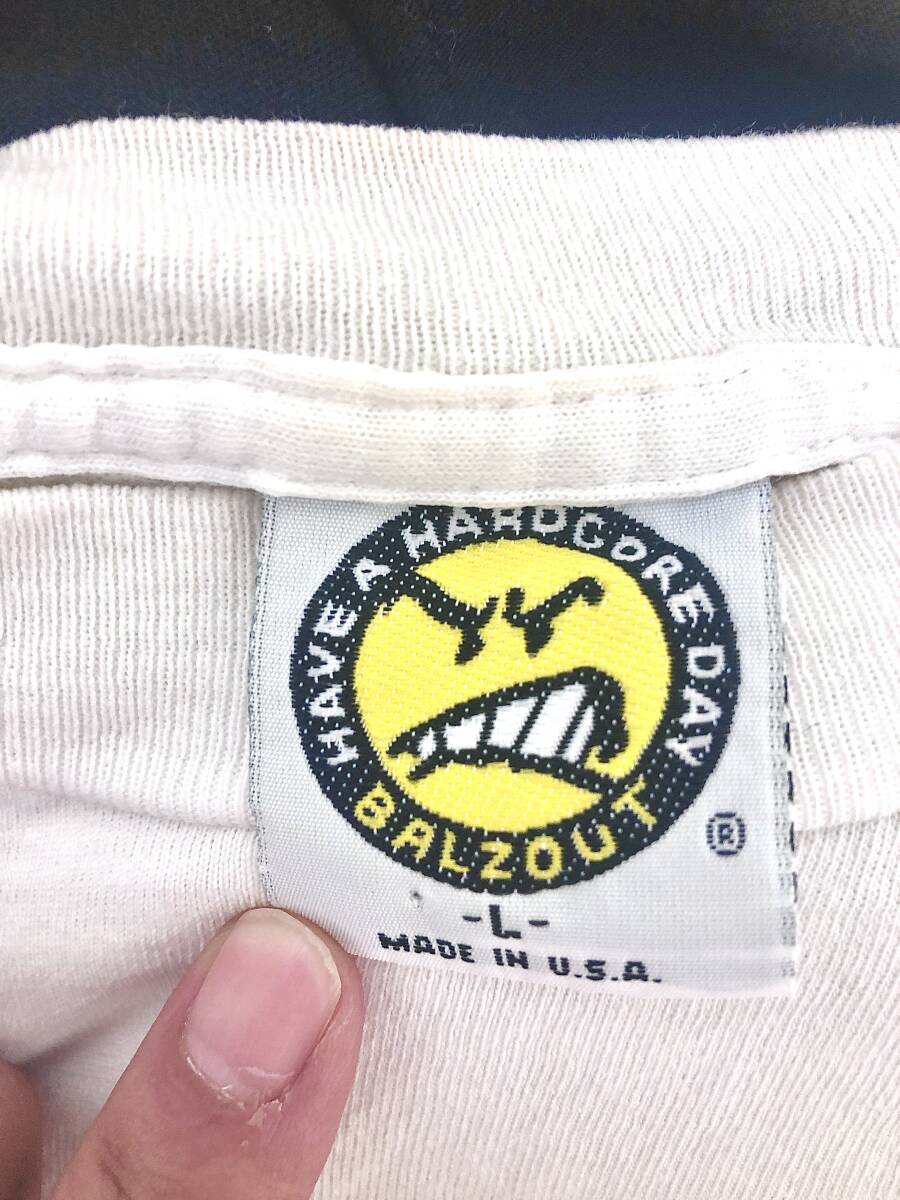 HAVE A HARDCORE DAY
BALZOUT
®
-L-
MADE IN U.S.A.